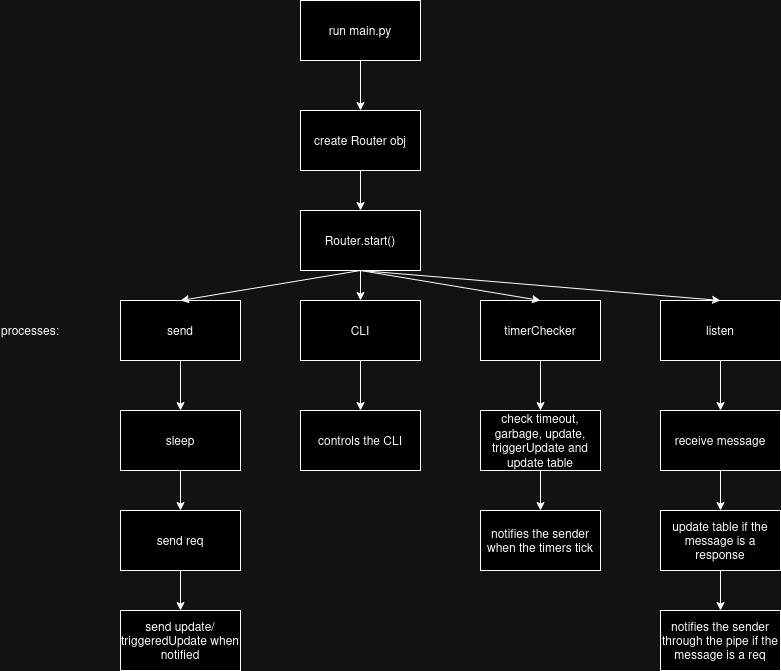 run main.py
create Router obj
Router.start()
processes:
send
CLI
timerChecker
listen
sleep
controls the CLI
check timeout,
garbage, update,
triggerUpdate and
update table
receive message
send req
notifies the sender
when the timers tick
update table if the
message is a
response
send update/
triggeredUpdate when
notified
notifies the sender
through the pipe if the
message is a req